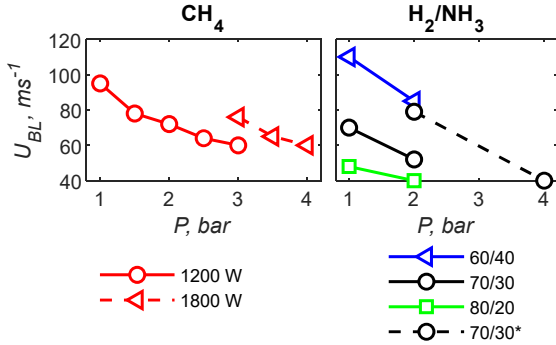 CH₄
H₂/NH₃
U_BL, ms⁻¹
120
100
80
60
40
1 2 3 4
1 2 3 4
P, bar
P, bar
1200 W
1800 W
60/40
70/30
80/20
70/30*